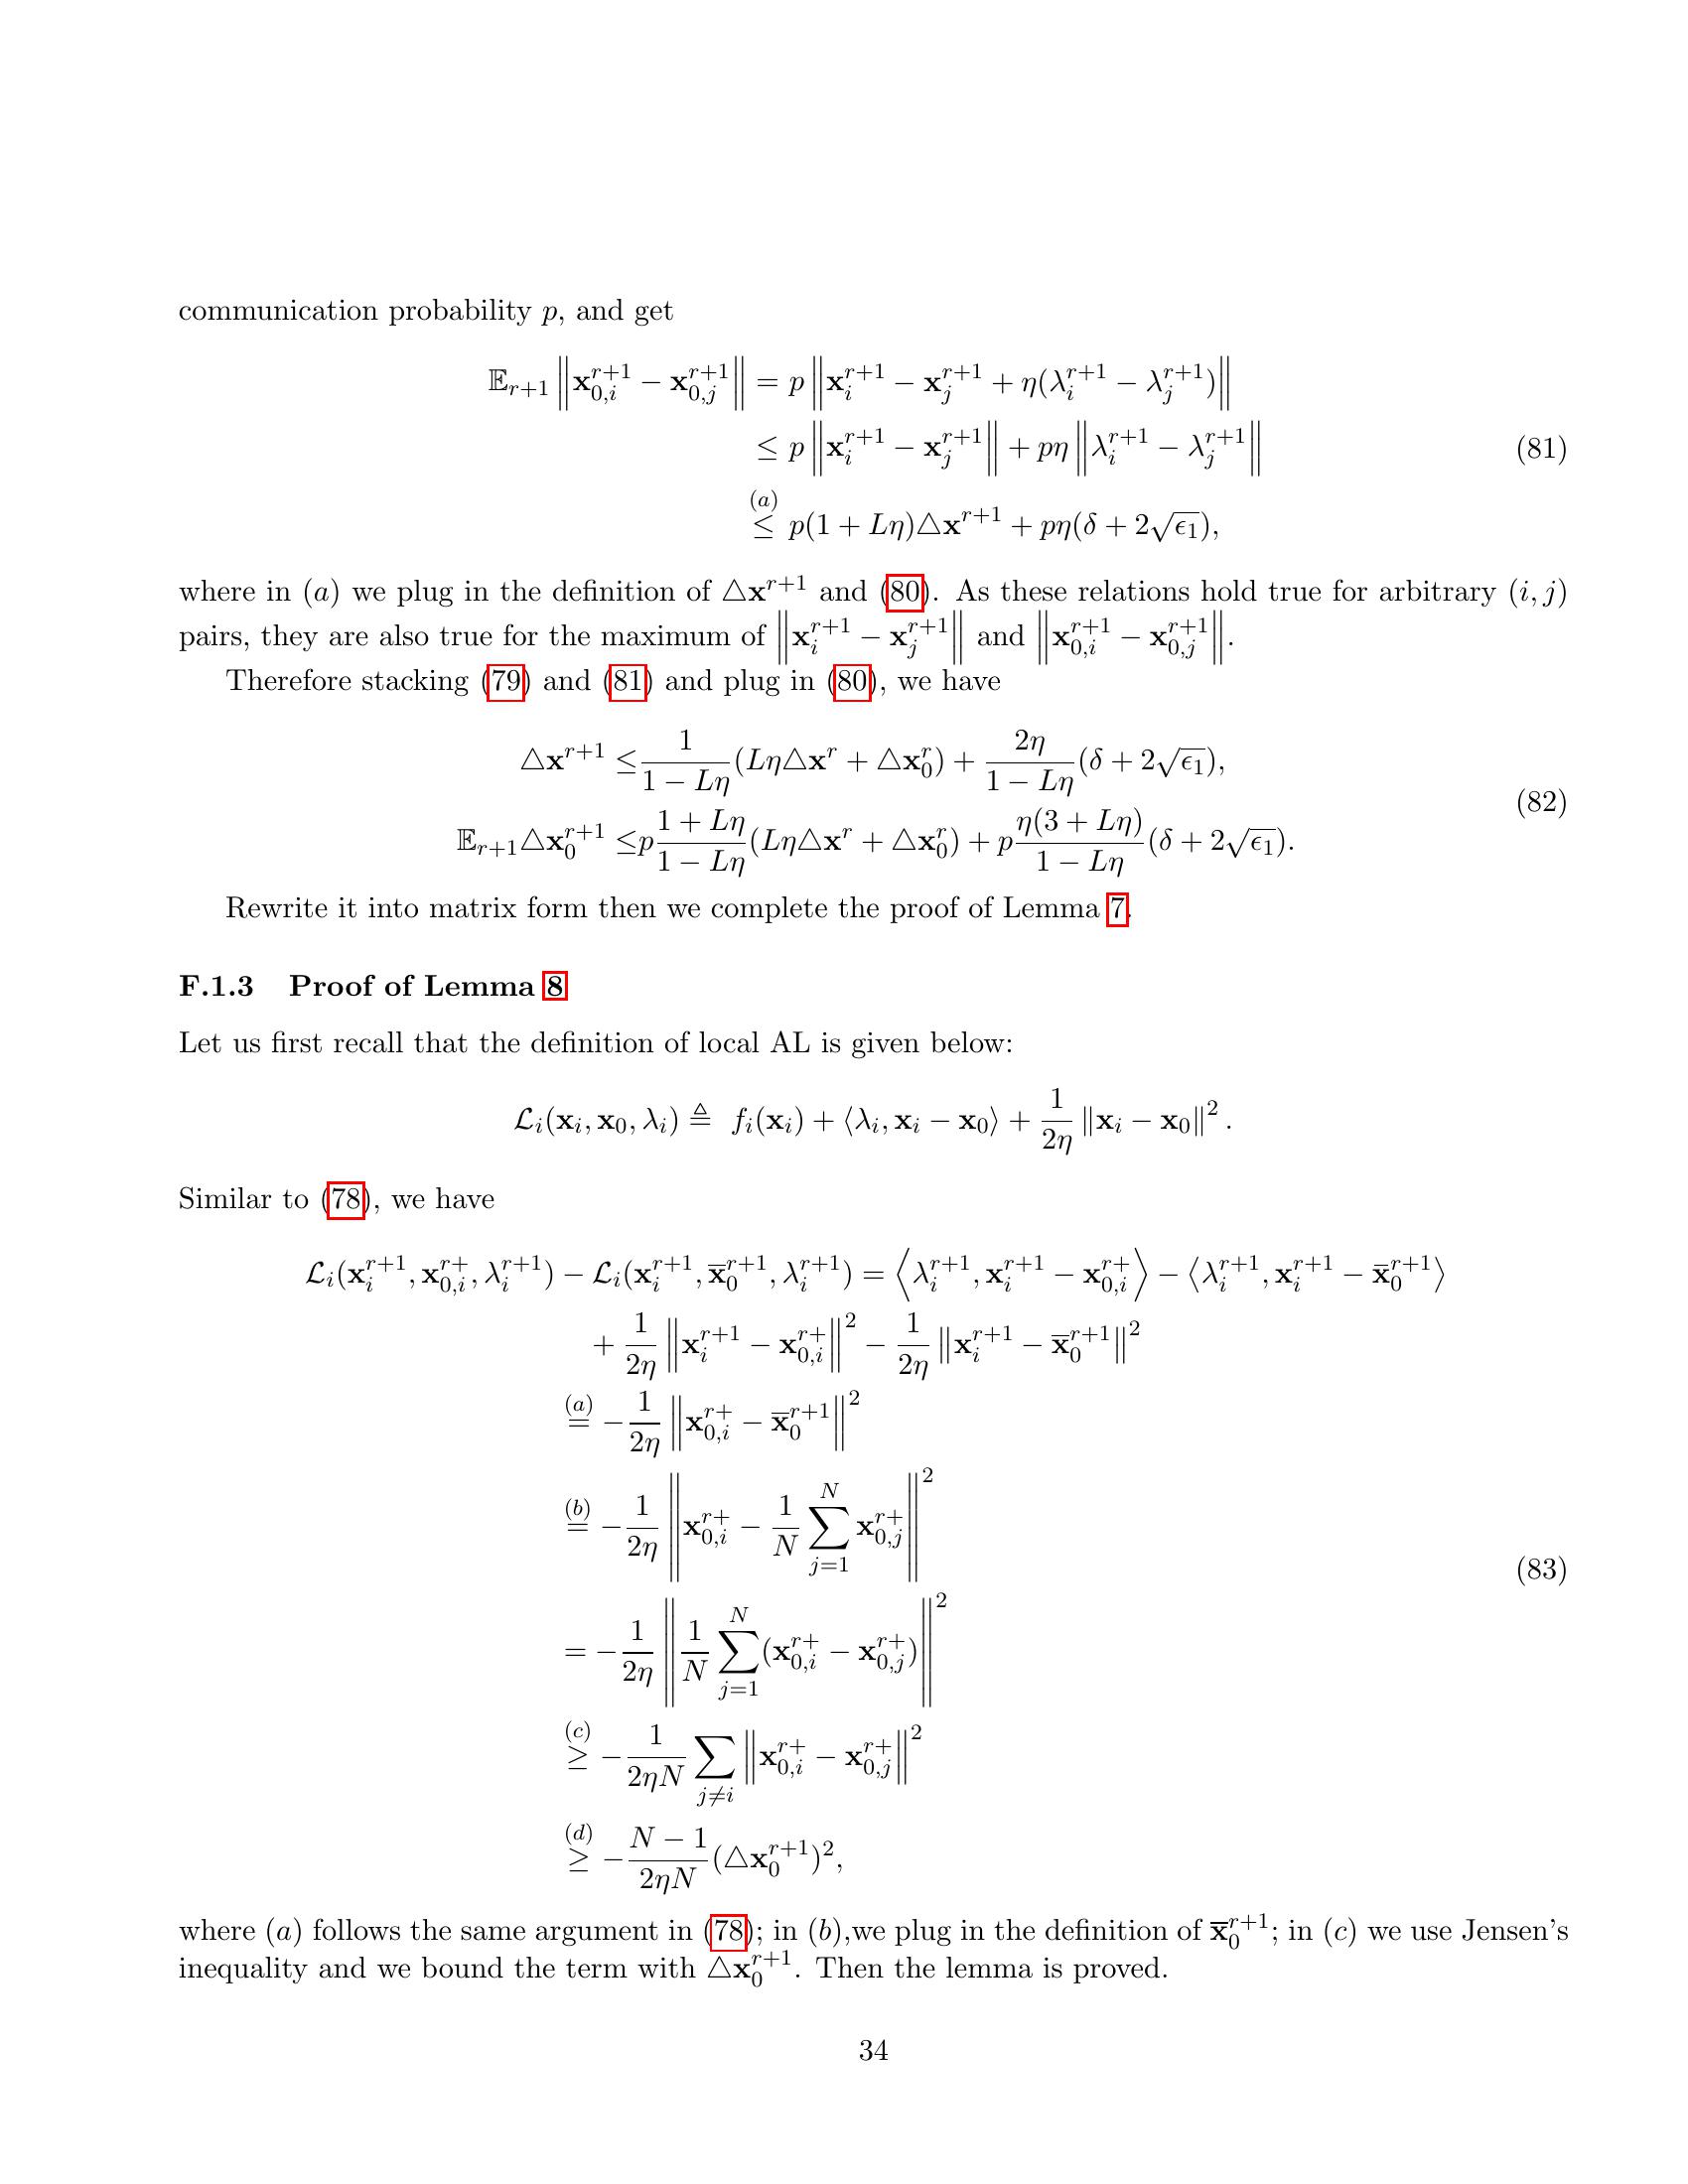 communication probability p, and get
$$\mathbb{E}_{r+1} \left\| \mathbf{x}_{0,i}^{r+1} - \mathbf{x}_{0,j}^{r+1} \right\| = p \left\| \mathbf{x}_i^{r+1} - \mathbf{x}_j^{r+1} + \eta(\lambda_i^{r+1} - \lambda_j^{r+1}) \right\|$$
$$\leq p \left\| \mathbf{x}_i^{r+1} - \mathbf{x}_j^{r+1} \right\| + p\eta \left\| \lambda_i^{r+1} - \lambda_j^{r+1} \right\| \quad (81)$$
$$\overset{(a)}{\leq} p(1 + L\eta)\triangle\mathbf{x}^{r+1} + p\eta(\delta + 2\sqrt{\epsilon_1}),$$
where in (a) we plug in the definition of $\triangle\mathbf{x}^{r+1}$ and (80). As these relations hold true for arbitrary $(i, j)$
pairs, they are also true for the maximum of $\left\| \mathbf{x}_i^{r+1} - \mathbf{x}_j^{r+1} \right\|$ and $\left\| \mathbf{x}_{0,i}^{r+1} - \mathbf{x}_{0,j}^{r+1} \right\|$.
Therefore stacking (79) and (81) and plug in (80), we have
$$\triangle\mathbf{x}^{r+1} \leq \frac{1}{1 - L\eta}(L\eta\triangle\mathbf{x}^r + \triangle\mathbf{x}_0^r) + \frac{2\eta}{1 - L\eta}(\delta + 2\sqrt{\epsilon_1}),$$
$$\mathbb{E}_{r+1}\triangle\mathbf{x}_0^{r+1} \leq p\frac{1 + L\eta}{1 - L\eta}(L\eta\triangle\mathbf{x}^r + \triangle\mathbf{x}_0^r) + p\frac{\eta(3 + L\eta)}{1 - L\eta}(\delta + 2\sqrt{\epsilon_1}). \quad (82)$$
Rewrite it into matrix form then we complete the proof of Lemma 7.
F.1.3 Proof of Lemma 8
Let us first recall that the definition of local AL is given below:
$$\mathcal{L}_i(\mathbf{x}_i, \mathbf{x}_0, \lambda_i) \triangleq f_i(\mathbf{x}_i) + \langle \lambda_i, \mathbf{x}_i - \mathbf{x}_0 \rangle + \frac{1}{2\eta} \left\| \mathbf{x}_i - \mathbf{x}_0 \right\|^2.$$
Similar to (78), we have
$$\mathcal{L}_i(\mathbf{x}_i^{r+1}, \mathbf{x}_{0,i}^{r+}, \lambda_i^{r+1}) - \mathcal{L}_i(\mathbf{x}_i^{r+1}, \overline{\mathbf{x}}_0^{r+1}, \lambda_i^{r+1}) = \left\langle \lambda_i^{r+1}, \mathbf{x}_i^{r+1} - \mathbf{x}_{0,i}^{r+} \right\rangle - \left\langle \lambda_i^{r+1}, \mathbf{x}_i^{r+1} - \overline{\mathbf{x}}_0^{r+1} \right\rangle$$
$$+ \frac{1}{2\eta} \left\| \mathbf{x}_i^{r+1} - \mathbf{x}_{0,i}^{r+} \right\|^2 - \frac{1}{2\eta} \left\| \mathbf{x}_i^{r+1} - \overline{\mathbf{x}}_0^{r+1} \right\|^2$$
$$\overset{(a)}{=} -\frac{1}{2\eta} \left\| \mathbf{x}_{0,i}^{r+} - \overline{\mathbf{x}}_0^{r+1} \right\|^2$$
$$\overset{(b)}{=} -\frac{1}{2\eta} \left\| \mathbf{x}_{0,i}^{r+} - \frac{1}{N}\sum_{j=1}^{N} \mathbf{x}_{0,j}^{r+} \right\|^2 \quad (83)$$
$$= -\frac{1}{2\eta} \left\| \frac{1}{N}\sum_{j=1}^{N} (\mathbf{x}_{0,i}^{r+} - \mathbf{x}_{0,j}^{r+}) \right\|^2$$
$$\overset{(c)}{\geq} -\frac{1}{2\eta N} \sum_{j \neq i} \left\| \mathbf{x}_{0,i}^{r+} - \mathbf{x}_{0,j}^{r+} \right\|^2$$
$$\overset{(d)}{\geq} -\frac{N - 1}{2\eta N}(\triangle\mathbf{x}_0^{r+1})^2,$$
where (a) follows the same argument in (78); in (b),we plug in the definition of $\overline{\mathbf{x}}_0^{r+1}$; in (c) we use Jensen's
inequality and we bound the term with $\triangle\mathbf{x}_0^{r+1}$. Then the lemma is proved.
34